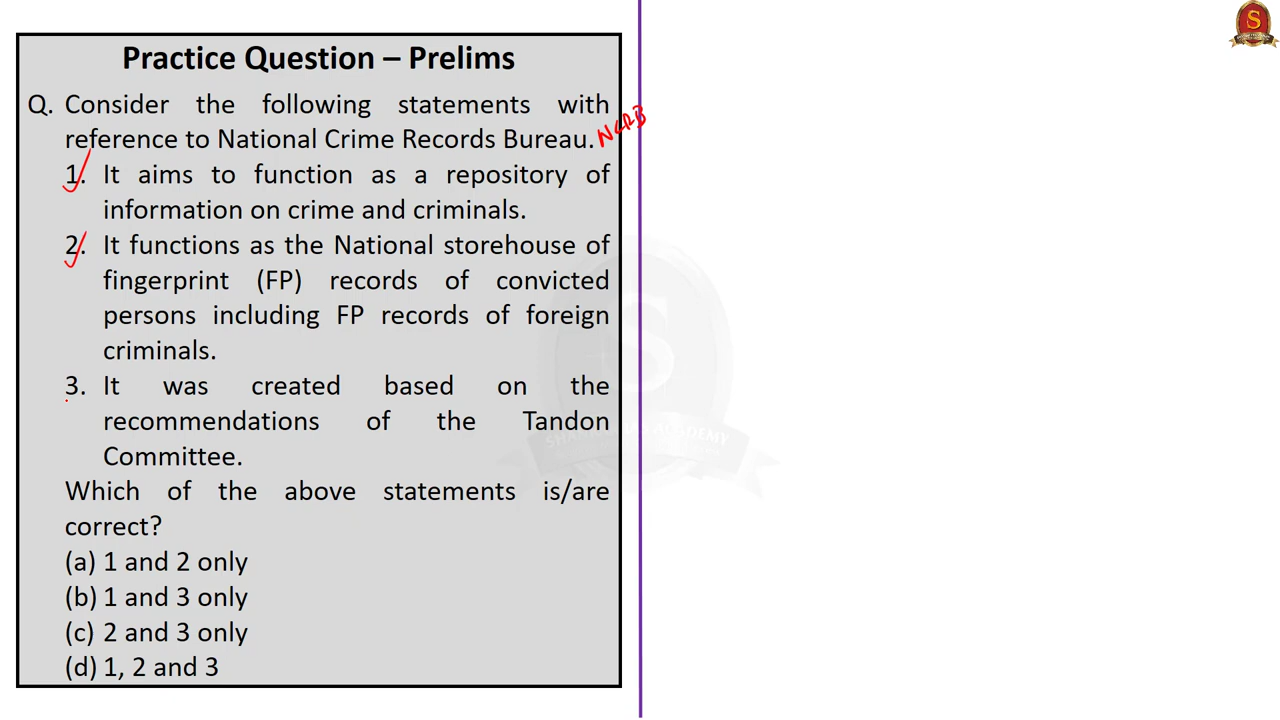 Practice Question – Prelims
Q. Consider the following statements with
reference to National Crime Records Bureau. NCRB
1. It aims to function as a repository of
information on crime and criminals.
2. It functions as the National storehouse of
fingerprint (FP) records of convicted
persons including FP records of foreign
criminals.
3. It was created based on the
recommendations of the Tandon
Committee.
Which of the above statements is/are
correct?
(a) 1 and 2 only
(b) 1 and 3 only
(c) 2 and 3 only
(d) 1, 2 and 3
S